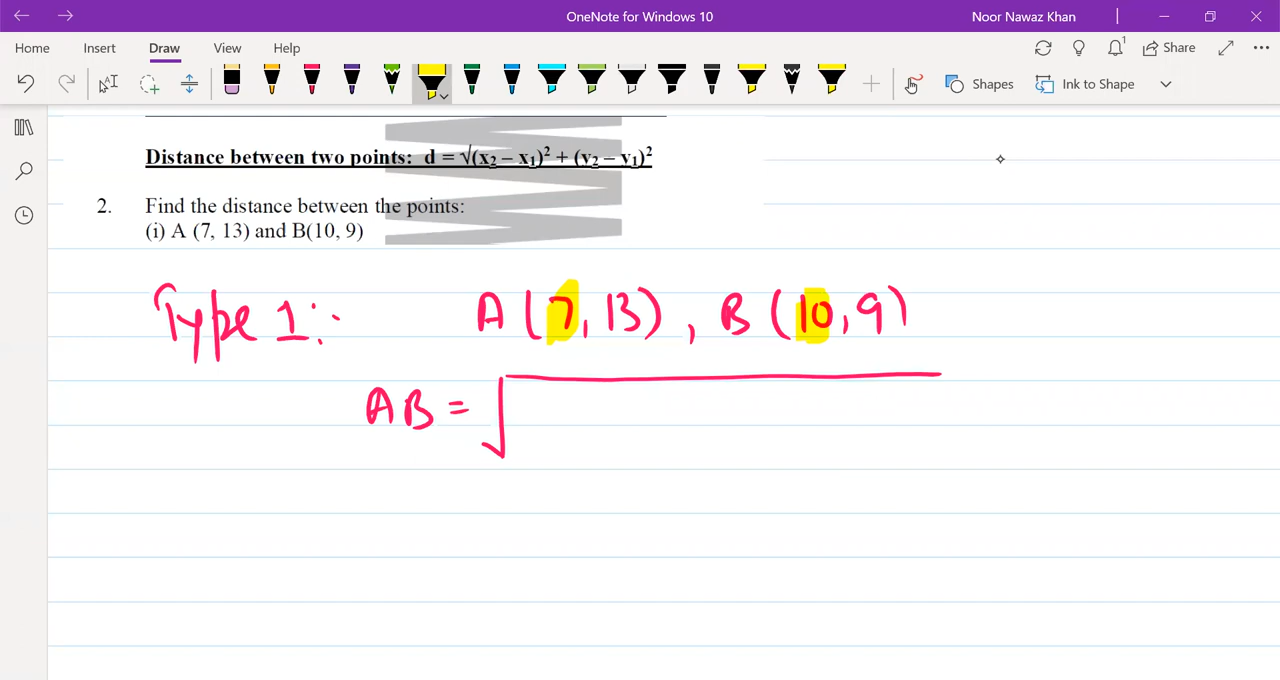 OneNote for Windows 10
Noor Nawaz Khan
Home Insert Draw View Help
1
Share
Shapes
Ink to Shape
Distance between two points: d = √(x₂ – x₁)² + (y₂ – y₁)²
2. Find the distance between the points:
(i) A (7, 13) and B(10, 9)
Type 1:- A (7, 13), B (10, 9)
AB = √